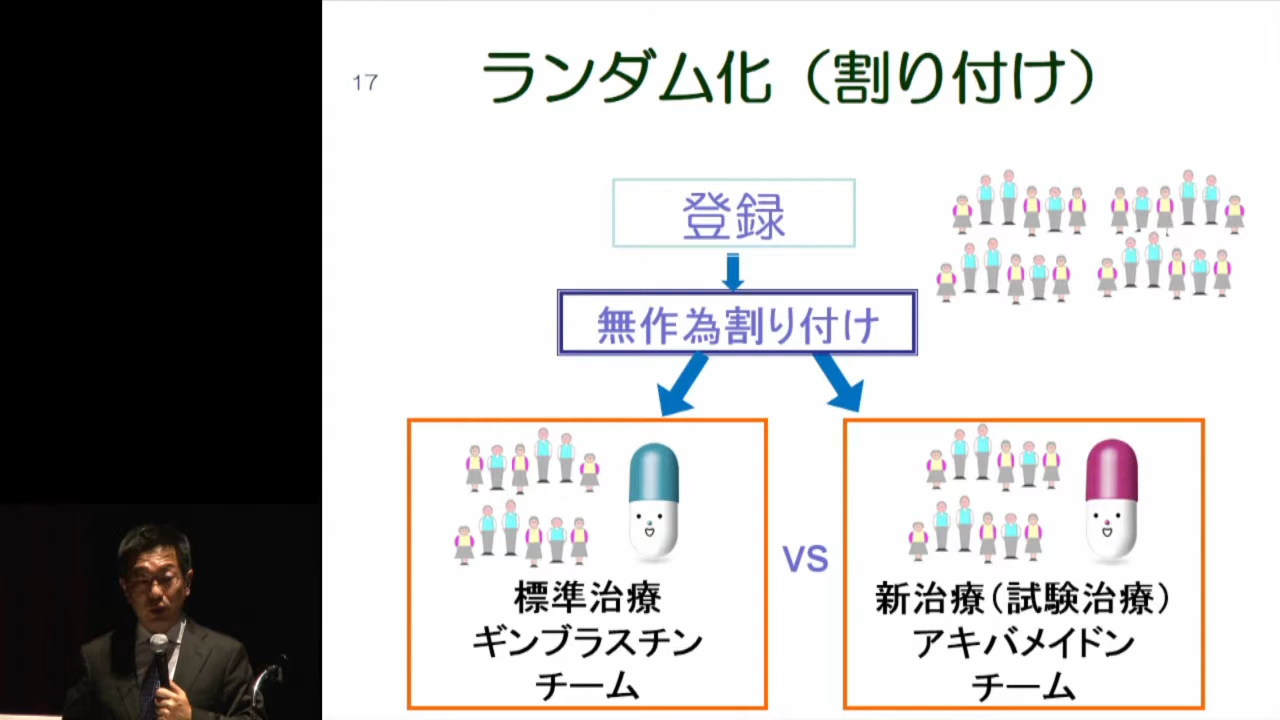 17
ランダム化（割り付け）
登録
無作為割り付け
標準治療
ギンブラスチン
チーム
VS
新治療（試験治療）
アキバメイドン
チーム